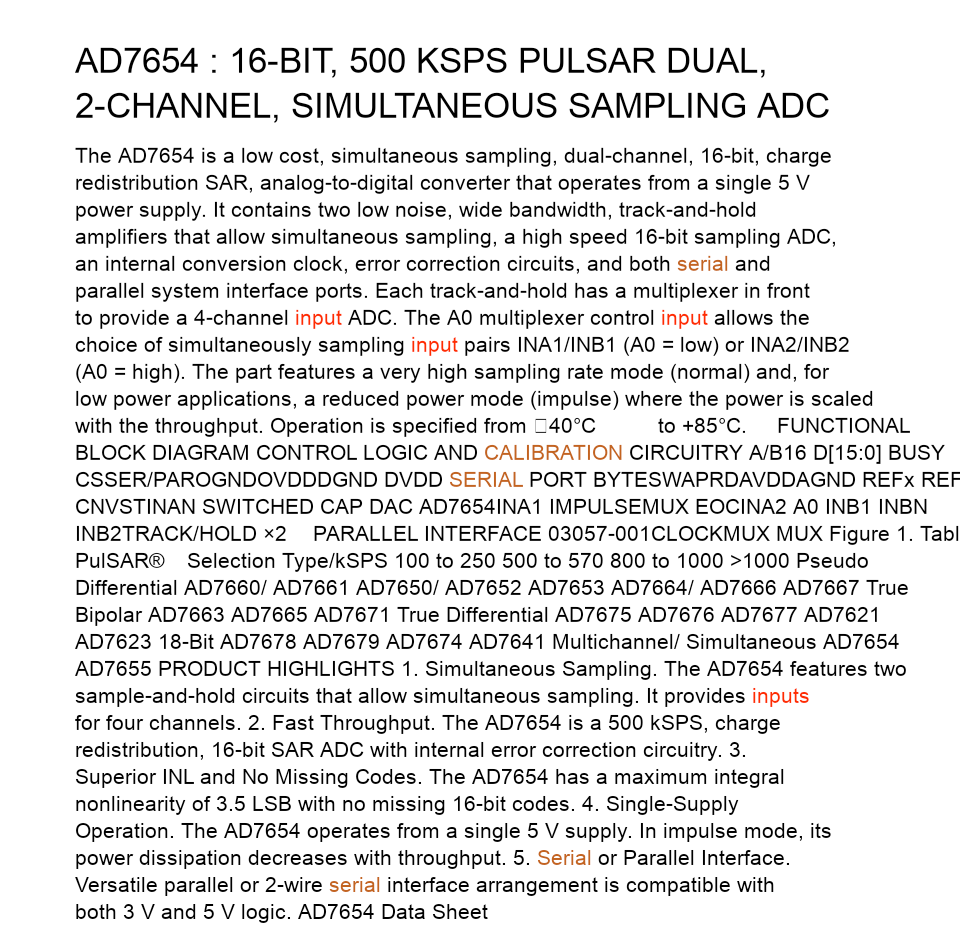 AD7654 : 16-BIT, 500 KSPS PULSAR DUAL,
2-CHANNEL, SIMULTANEOUS SAMPLING ADC
The AD7654 is a low cost, simultaneous sampling, dual-channel, 16-bit, charge
redistribution SAR, analog-to-digital converter that operates from a single 5 V
power supply. It contains two low noise, wide bandwidth, track-and-hold
amplifiers that allow simultaneous sampling, a high speed 16-bit sampling ADC,
an internal conversion clock, error correction circuits, and both serial and
parallel system interface ports. Each track-and-hold has a multiplexer in front
to provide a 4-channel input ADC. The A0 multiplexer control input allows the
choice of simultaneously sampling input pairs INA1/INB1 (A0 = low) or INA2/INB2
(A0 = high). The part features a very high sampling rate mode (normal) and, for
low power applications, a reduced power mode (impulse) where the power is scaled
with the throughput. Operation is specified from □40°C to +85°C. FUNCTIONAL
BLOCK DIAGRAM CONTROL LOGIC AND CALIBRATION CIRCUITRY A/B16 D[15:0] BUSY
CSSER/PAROGNDOVDDDGND DVDD SERIAL PORT BYTESWAPRDAVDDAGND REFx REF
CNVSTINAN SWITCHED CAP DAC AD7654INA1 IMPULSEMUX EOCINA2 A0 INB1 INBN
INB2TRACK/HOLD ×2 PARALLEL INTERFACE 03057-001CLOCKMUX MUX Figure 1. Tabl
PulSAR® Selection Type/kSPS 100 to 250 500 to 570 800 to 1000 >1000 Pseudo
Differential AD7660/ AD7661 AD7650/ AD7652 AD7653 AD7664/ AD7666 AD7667 True
Bipolar AD7663 AD7665 AD7671 True Differential AD7675 AD7676 AD7677 AD7621
AD7623 18-Bit AD7678 AD7679 AD7674 AD7641 Multichannel/ Simultaneous AD7654
AD7655 PRODUCT HIGHLIGHTS 1. Simultaneous Sampling. The AD7654 features two
sample-and-hold circuits that allow simultaneous sampling. It provides inputs
for four channels. 2. Fast Throughput. The AD7654 is a 500 kSPS, charge
redistribution, 16-bit SAR ADC with internal error correction circuitry. 3.
Superior INL and No Missing Codes. The AD7654 has a maximum integral
nonlinearity of 3.5 LSB with no missing 16-bit codes. 4. Single-Supply
Operation. The AD7654 operates from a single 5 V supply. In impulse mode, its
power dissipation decreases with throughput. 5. Serial or Parallel Interface.
Versatile parallel or 2-wire serial interface arrangement is compatible with
both 3 V and 5 V logic. AD7654 Data Sheet